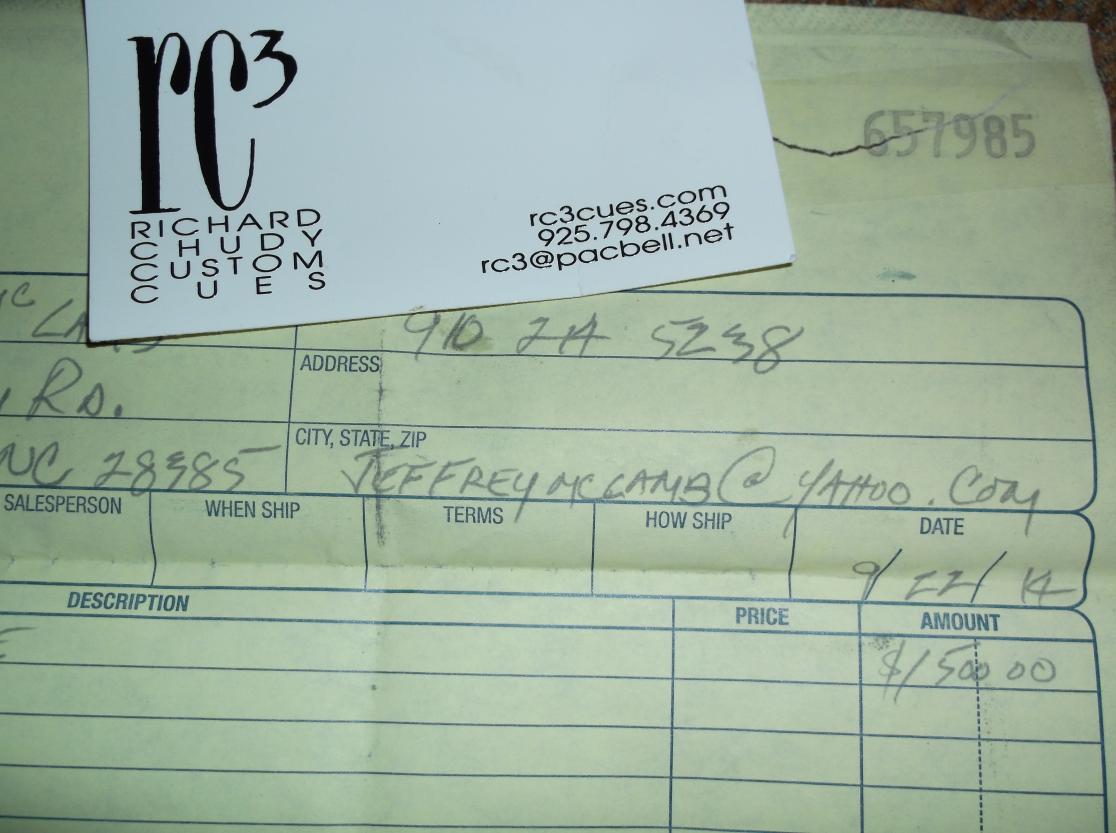 rc3
RICHARD
CHUDY
CUSTOM
CUES
rc3cues.com
925.798.4369
rc3@pacbell.net
657985
910 214 5238
ADDRESS
Rd.
CITY, STATE, ZIP
NC 28385
JEFFREYMCLAMB@YAHOO.COM
SALESPERSON WHEN SHIP TERMS HOW SHIP DATE
9/22/14
DESCRIPTION PRICE AMOUNT
$1500 00